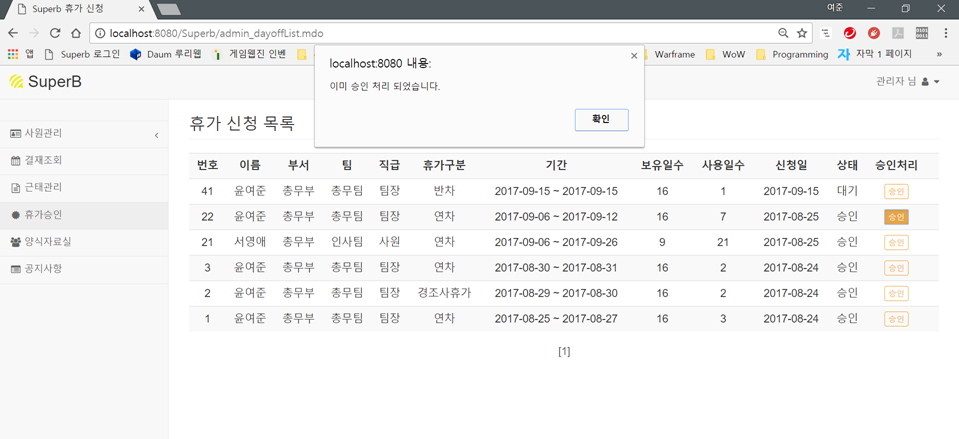 Superb 휴가 신청
여준
localhost:8080/Superb/admin_dayoffList.mdo
앱 Superb 로그인 Daum 루리웹 게임웹진 인벤 Warframe WoW Programming 자막 1 페이지 »
localhost:8080 내용:
이미 승인 처리 되었습니다.
확인
SuperB
관리자 님
사원관리
결재조회
근태관리
휴가승인
양식자료실
공지사항
휴가 신청 목록
번호 이름 부서 팀 직급 휴가구분 기간 보유일수 사용일수 신청일 상태 승인처리
41 윤여준 총무부 총무팀 팀장 반차 2017-09-15 ~ 2017-09-15 16 1 2017-09-15 대기 승인
22 윤여준 총무부 총무팀 팀장 연차 2017-09-06 ~ 2017-09-12 16 7 2017-08-25 승인 승인
21 서영애 총무부 인사팀 사원 연차 2017-09-06 ~ 2017-09-26 9 21 2017-08-25 승인 승인
3 윤여준 총무부 총무팀 팀장 연차 2017-08-30 ~ 2017-08-31 16 2 2017-08-24 승인 승인
2 윤여준 총무부 총무팀 팀장 경조사휴가 2017-08-29 ~ 2017-08-30 16 2 2017-08-24 승인 승인
1 윤여준 총무부 총무팀 팀장 연차 2017-08-25 ~ 2017-08-27 16 3 2017-08-24 승인 승인
[1]